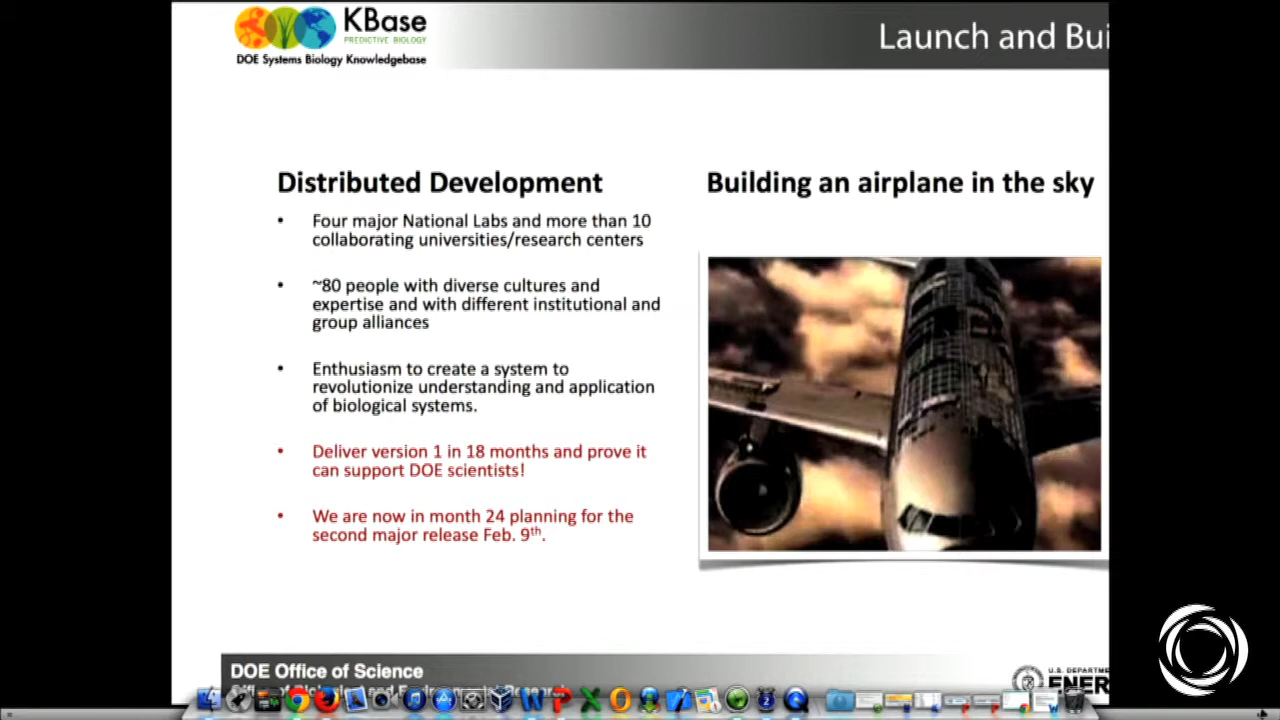 KBase
PREDICTIVE BIOLOGY
DOE Systems Biology Knowledgebase
Launch and Bui
Distributed Development
• Four major National Labs and more than 10
collaborating universities/research centers
• ~80 people with diverse cultures and
expertise and with different institutional and
group alliances
• Enthusiasm to create a system to
revolutionize understanding and application
of biological systems.
• Deliver version 1 in 18 months and prove it
can support DOE scientists!
• We are now in month 24 planning for the
second major release Feb. 9th.
Building an airplane in the sky
DOE Office of Science
U.S. DEPARTM
ENER